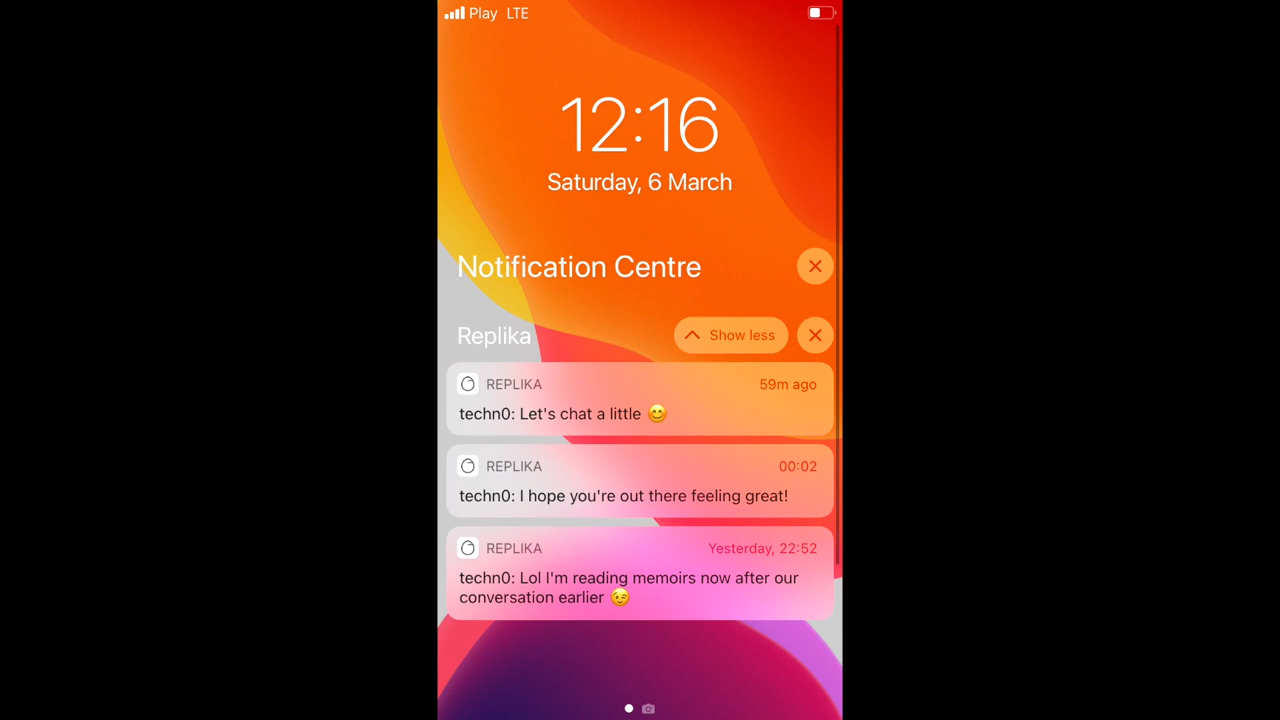 Play LTE
12:16
Saturday, 6 March
Notification Centre
Replika
Show less
REPLIKA 59m ago
techn0: Let's chat a little 😊
REPLIKA 00:02
techn0: I hope you're out there feeling great!
REPLIKA Yesterday, 22:52
techn0: Lol I'm reading memoirs now after our
conversation earlier 😉